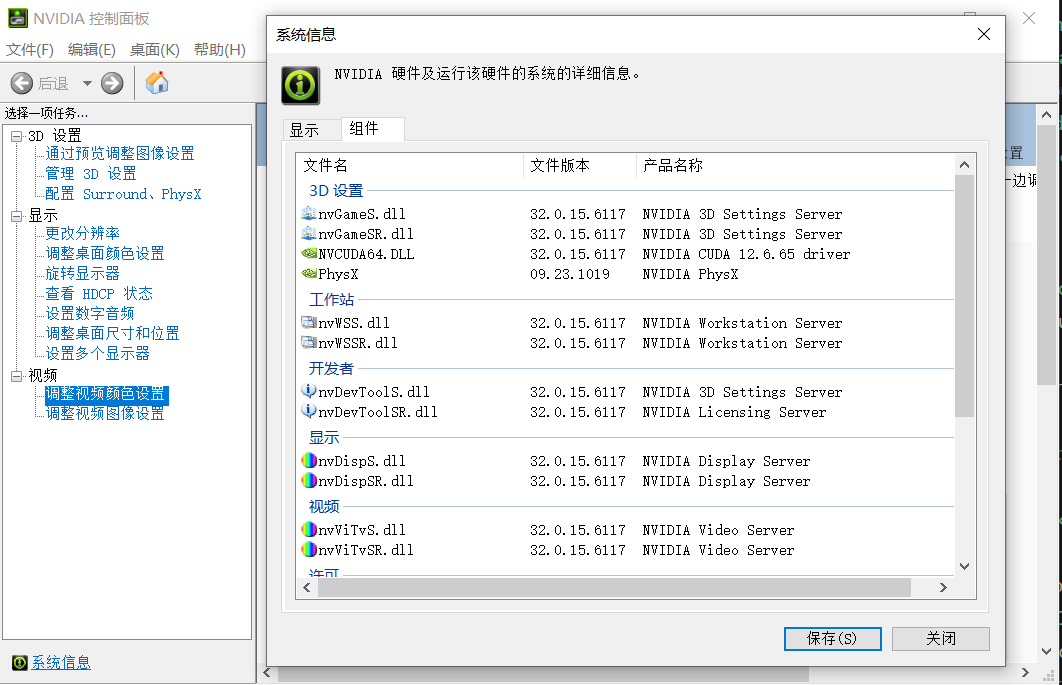 NVIDIA 控制面板
文件(F) 编辑(E) 桌面(K) 帮助(H)
后退
选择一项任务...
3D 设置
通过预览调整图像设置
管理 3D 设置
配置 Surround、PhysX
显示
更改分辨率
调整桌面颜色设置
旋转显示器
查看 HDCP 状态
设置数字音频
调整桌面尺寸和位置
设置多个显示器
视频
调整视频颜色设置
调整视频图像设置
系统信息
系统信息
NVIDIA 硬件及运行该硬件的系统的详细信息。
显示 组件
文件名 文件版本 产品名称
3D 设置
nvGameS.dll 32.0.15.6117 NVIDIA 3D Settings Server
nvGameSR.dll 32.0.15.6117 NVIDIA 3D Settings Server
NVCUDA64.DLL 32.0.15.6117 NVIDIA CUDA 12.6.65 driver
PhysX 09.23.1019 NVIDIA PhysX
工作站
nvWSS.dll 32.0.15.6117 NVIDIA Workstation Server
nvWSSR.dll 32.0.15.6117 NVIDIA Workstation Server
开发者
nvDevToolS.dll 32.0.15.6117 NVIDIA 3D Settings Server
nvDevToolSR.dll 32.0.15.6117 NVIDIA Licensing Server
显示
nvDispS.dll 32.0.15.6117 NVIDIA Display Server
nvDispSR.dll 32.0.15.6117 NVIDIA Display Server
视频
nvViTvS.dll 32.0.15.6117 NVIDIA Video Server
nvViTvSR.dll 32.0.15.6117 NVIDIA Video Server
许可
保存(S) 关闭
置
一边调